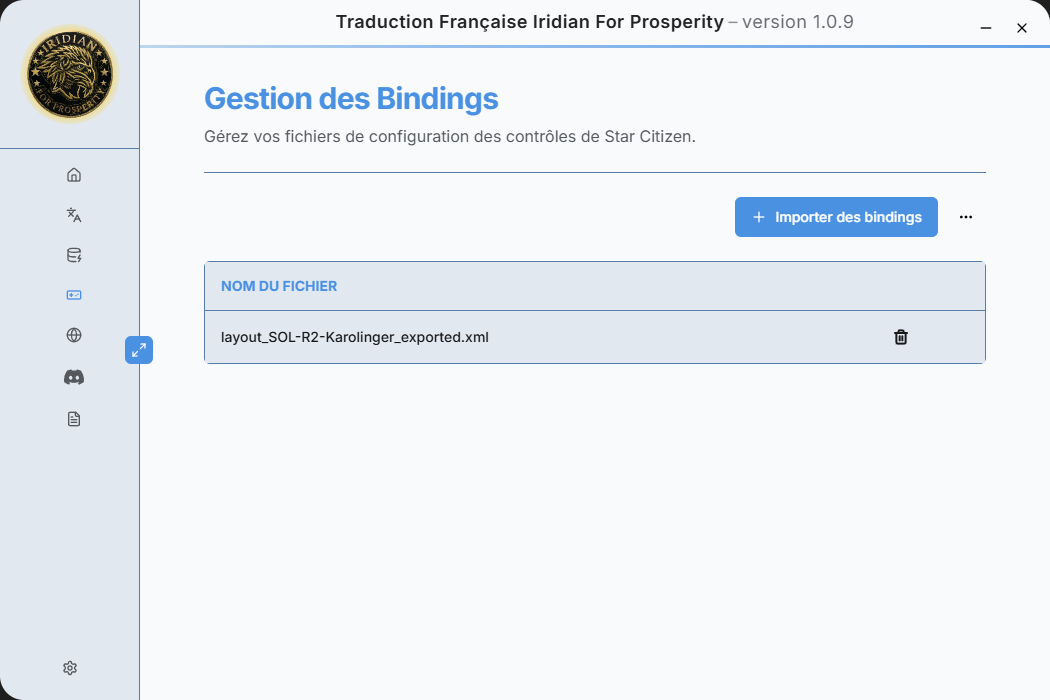 Traduction Française Iridian For Prosperity – version 1.0.9
IRIDIAN
FOR PROSPERITY
Gestion des Bindings
Gérez vos fichiers de configuration des contrôles de Star Citizen.
Importer des bindings
NOM DU FICHIER
layout_SOL-R2-Karolinger_exported.xml